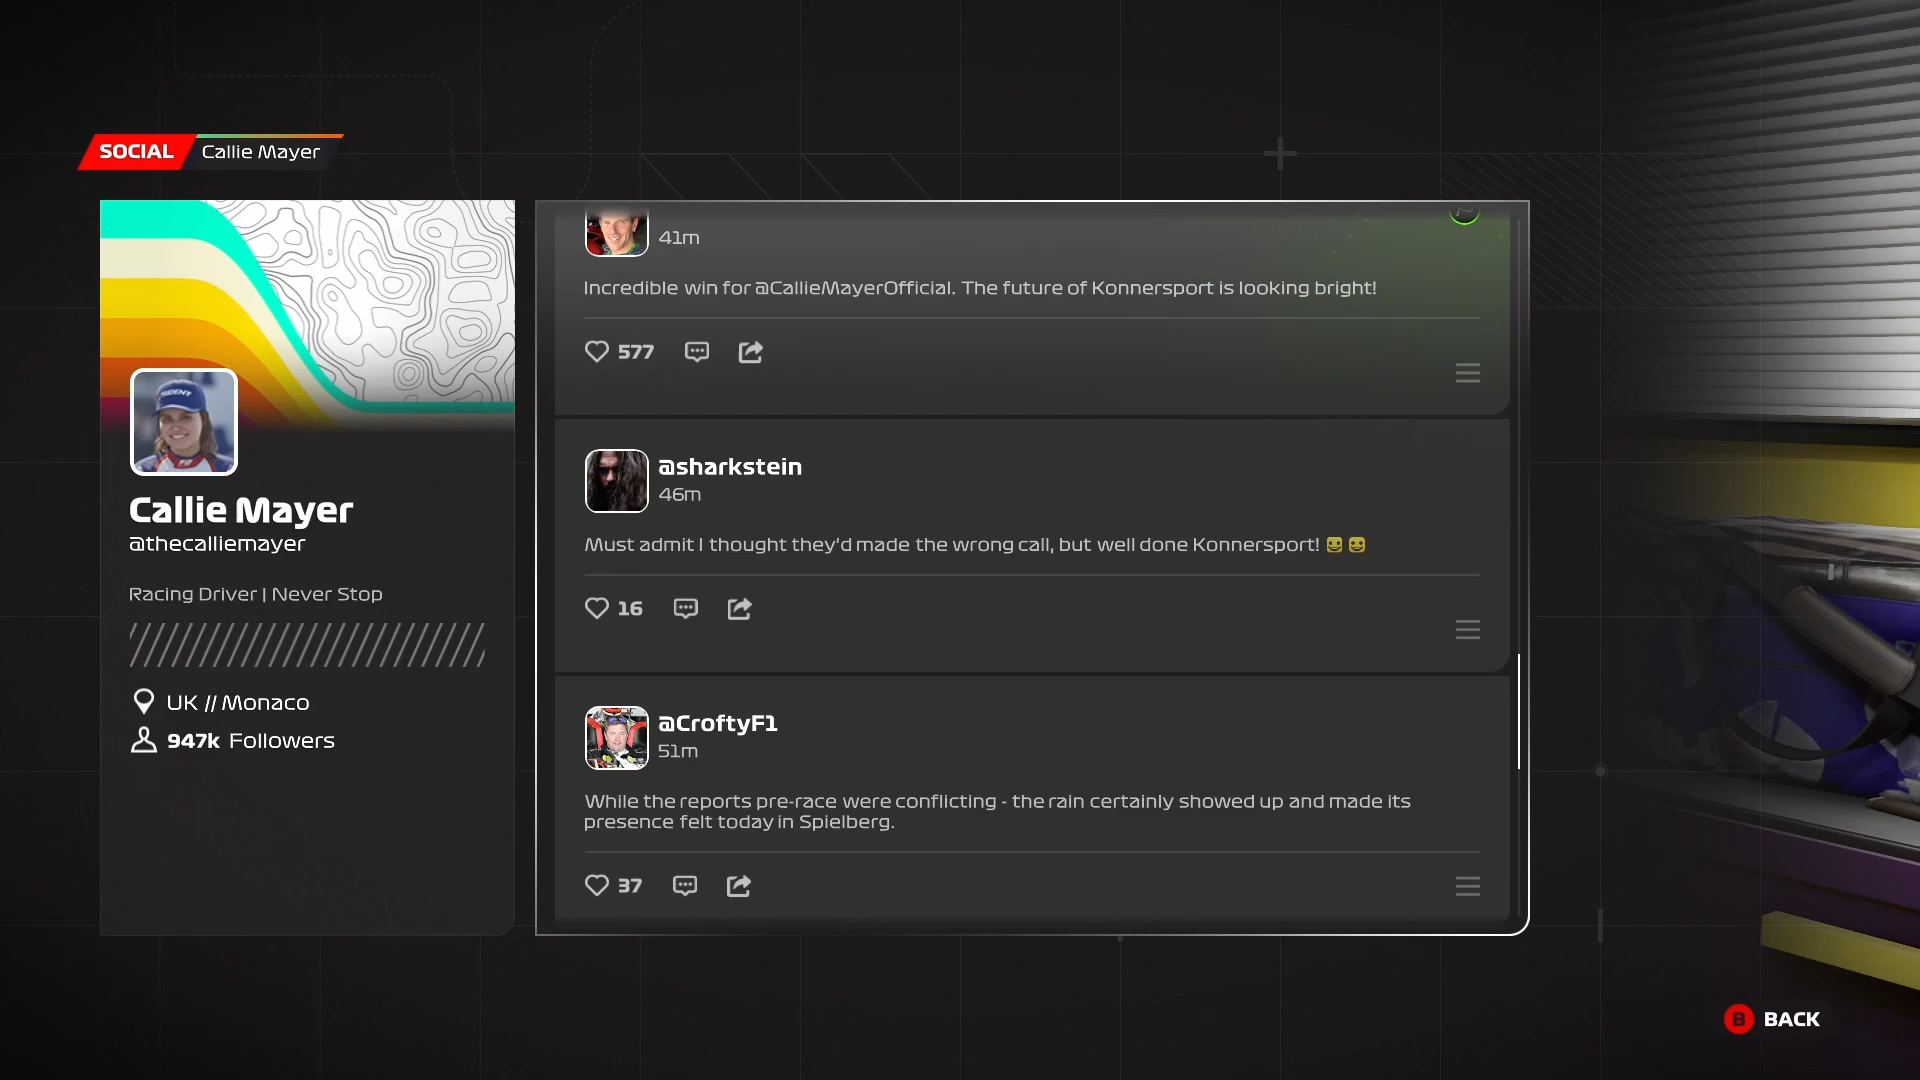 SOCIAL Callie Mayer
Callie Mayer
@thecalliemayer
Racing Driver | Never Stop
UK // Monaco
947k Followers
41m
Incredible win for @CallieMayerOfficial. The future of Konnersport is looking bright!
577
@sharkstein
46m
Must admit I thought they'd made the wrong call, but well done Konnersport! 😀 😀
16
@CroftyF1
51m
While the reports pre-race were conflicting - the rain certainly showed up and made its
presence felt today in Spielberg.
37
B BACK